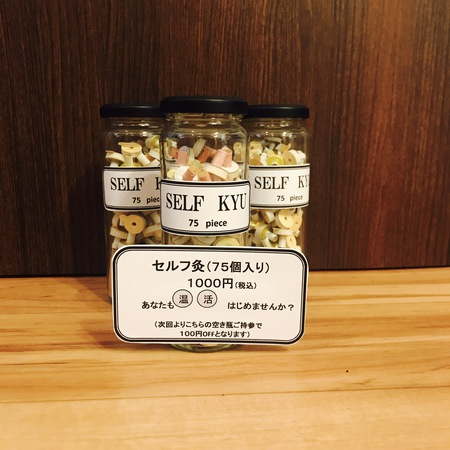 SELF KYU
75 piece
SELF KYU
75 piece
SELF KYU
75 piece
セルフ灸(75個入り)
1000円(税込)
あなたも 温 活 はじめませんか?
(次回よりこちらの空き瓶ご持参で
100円OFFとなります)